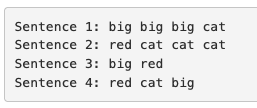 Sentence 1: big big big cat
Sentence 2: red cat cat cat
Sentence 3: big red
Sentence 4: red cat big